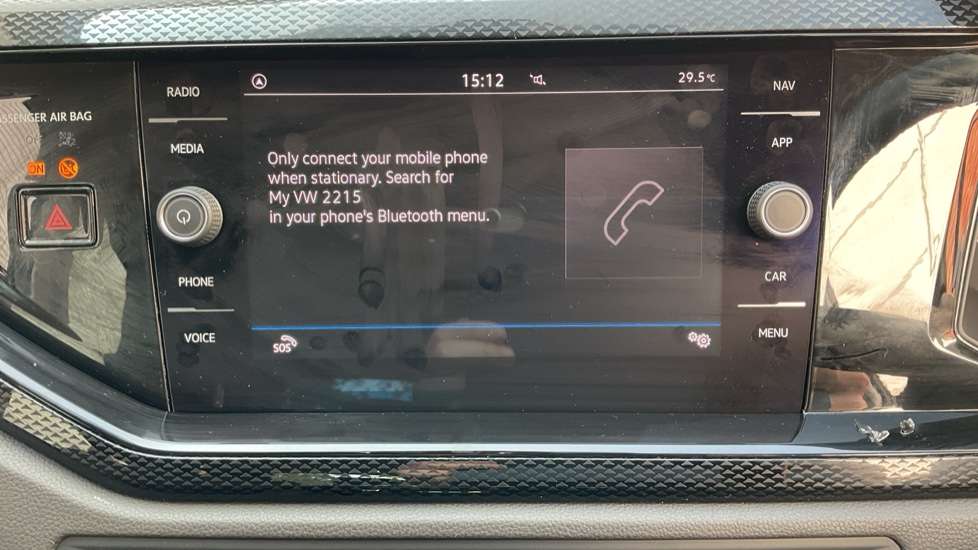 15:12
29.5°C
RADIO
NAV
PASSENGER AIR BAG
MEDIA
APP
Only connect your mobile phone
when stationary. Search for
My VW 2215
in your phone's Bluetooth menu.
ON
PHONE
CAR
VOICE
MENU
SOS